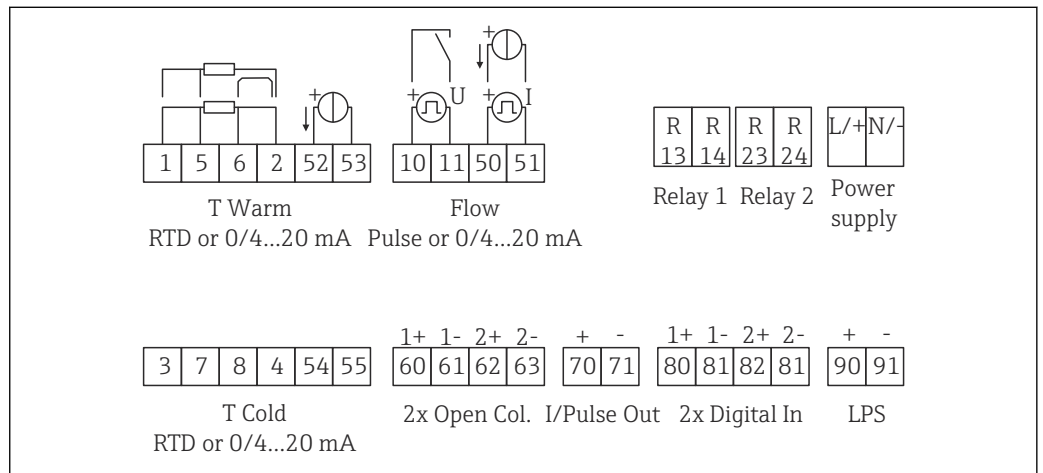 +
+ U + I
+
1 5 6 2 52 53
10 11 50 51
R R R R L/+ N/-
13 14 23 24
T Warm
RTD or 0/4...20 mA
Flow
Pulse or 0/4...20 mA
Relay 1 Relay 2
Power
supply
1+ 1- 2+ 2- + - 1+ 1- 2+ 2- + -
3 7 8 4 54 55
60 61 62 63
70 71
80 81 82 81
90 91
T Cold
RTD or 0/4...20 mA
2x Open Col.
I/Pulse Out
2x Digital In
LPS